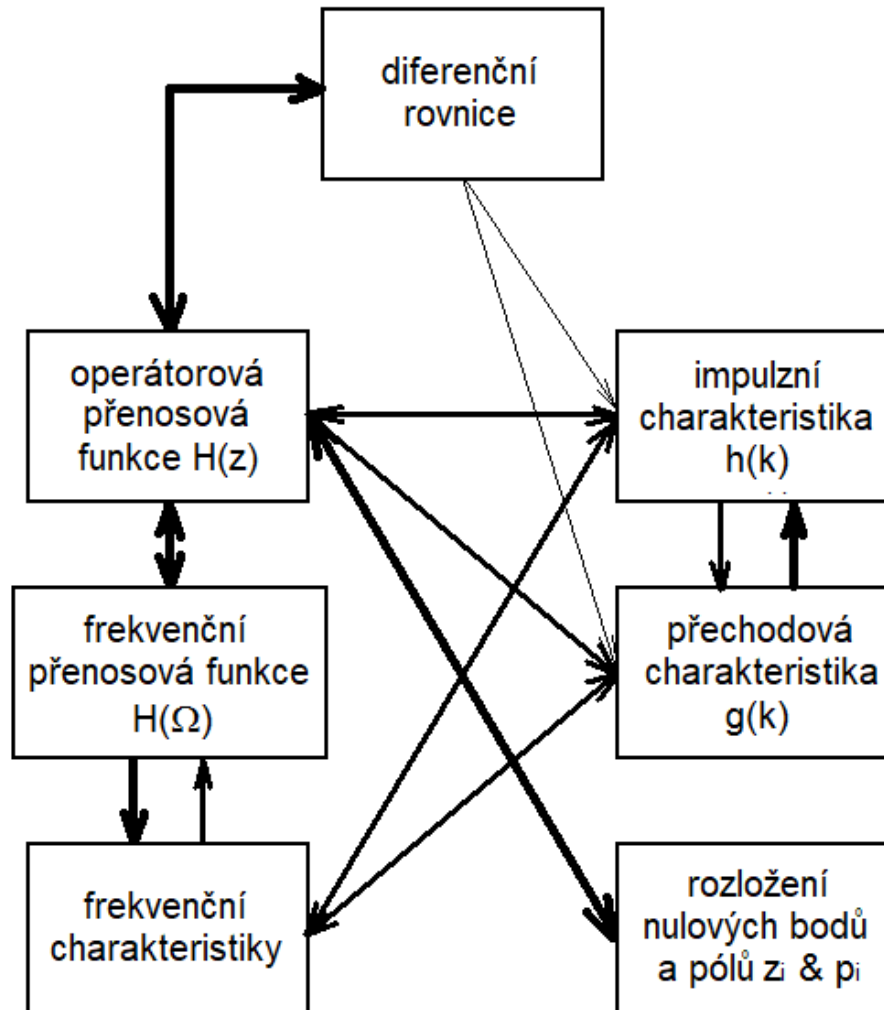 diferenční
rovnice
operátorová
přenosová
funkce H(z)
impulzní
charakteristika
h(k)
frekvenční
přenosová funkce
H(Ω)
přechodová
charakteristika
g(k)
frekvenční
charakteristiky
rozložení
nulových bodů
a pólů zi & pi